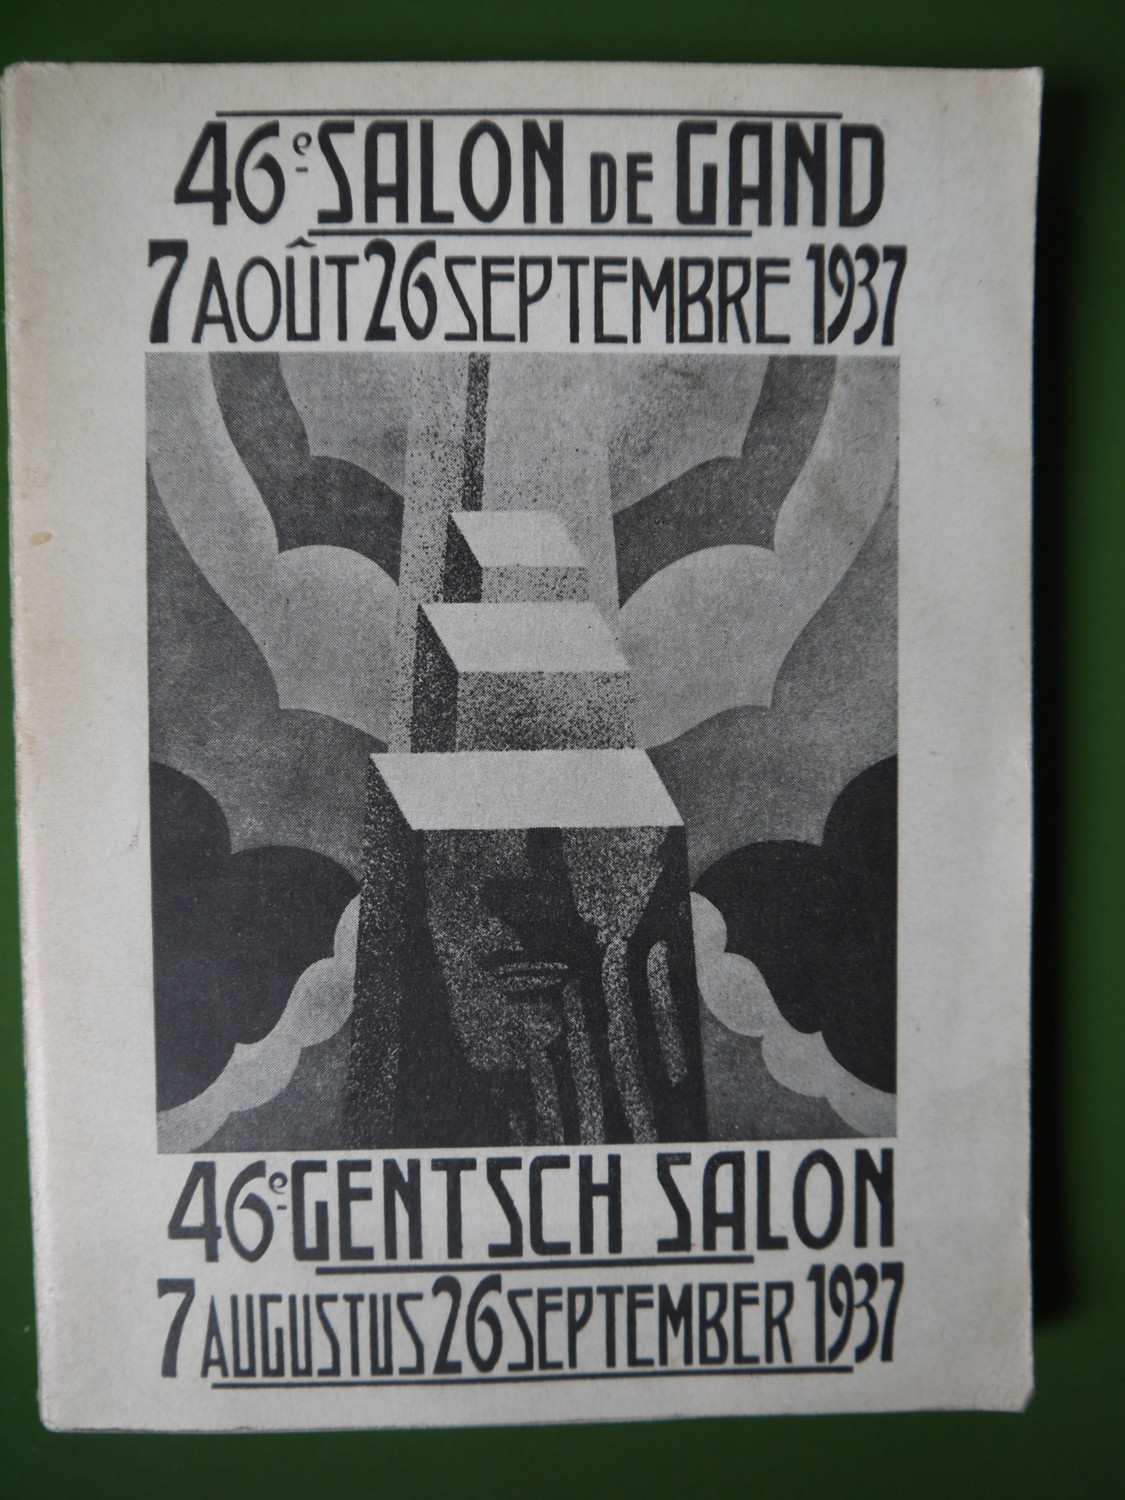 46e SALON DE GAND
7 AOÛT 26 SEPTEMBRE 1937
46e GENTSCH SALON
7 AUGUSTUS 26 SEPTEMBER 1937